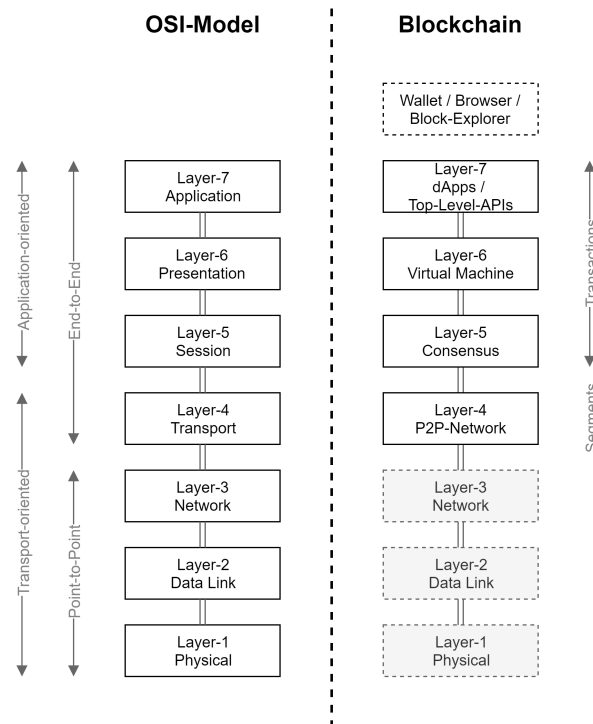 OSI-Model
Blockchain
Wallet / Browser /
Block-Explorer
Layer-7
Application
Layer-7
dApps /
Top-Level-APIs
Layer-6
Presentation
Layer-6
Virtual Machine
Layer-5
Session
Layer-5
Consensus
Layer-4
Transport
Layer-4
P2P-Network
Layer-3
Network
Layer-3
Network
Layer-2
Data Link
Layer-2
Data Link
Layer-1
Physical
Layer-1
Physical
Application-oriented
End-to-End
Transport-oriented
Point-to-Point
Transactions
Segments